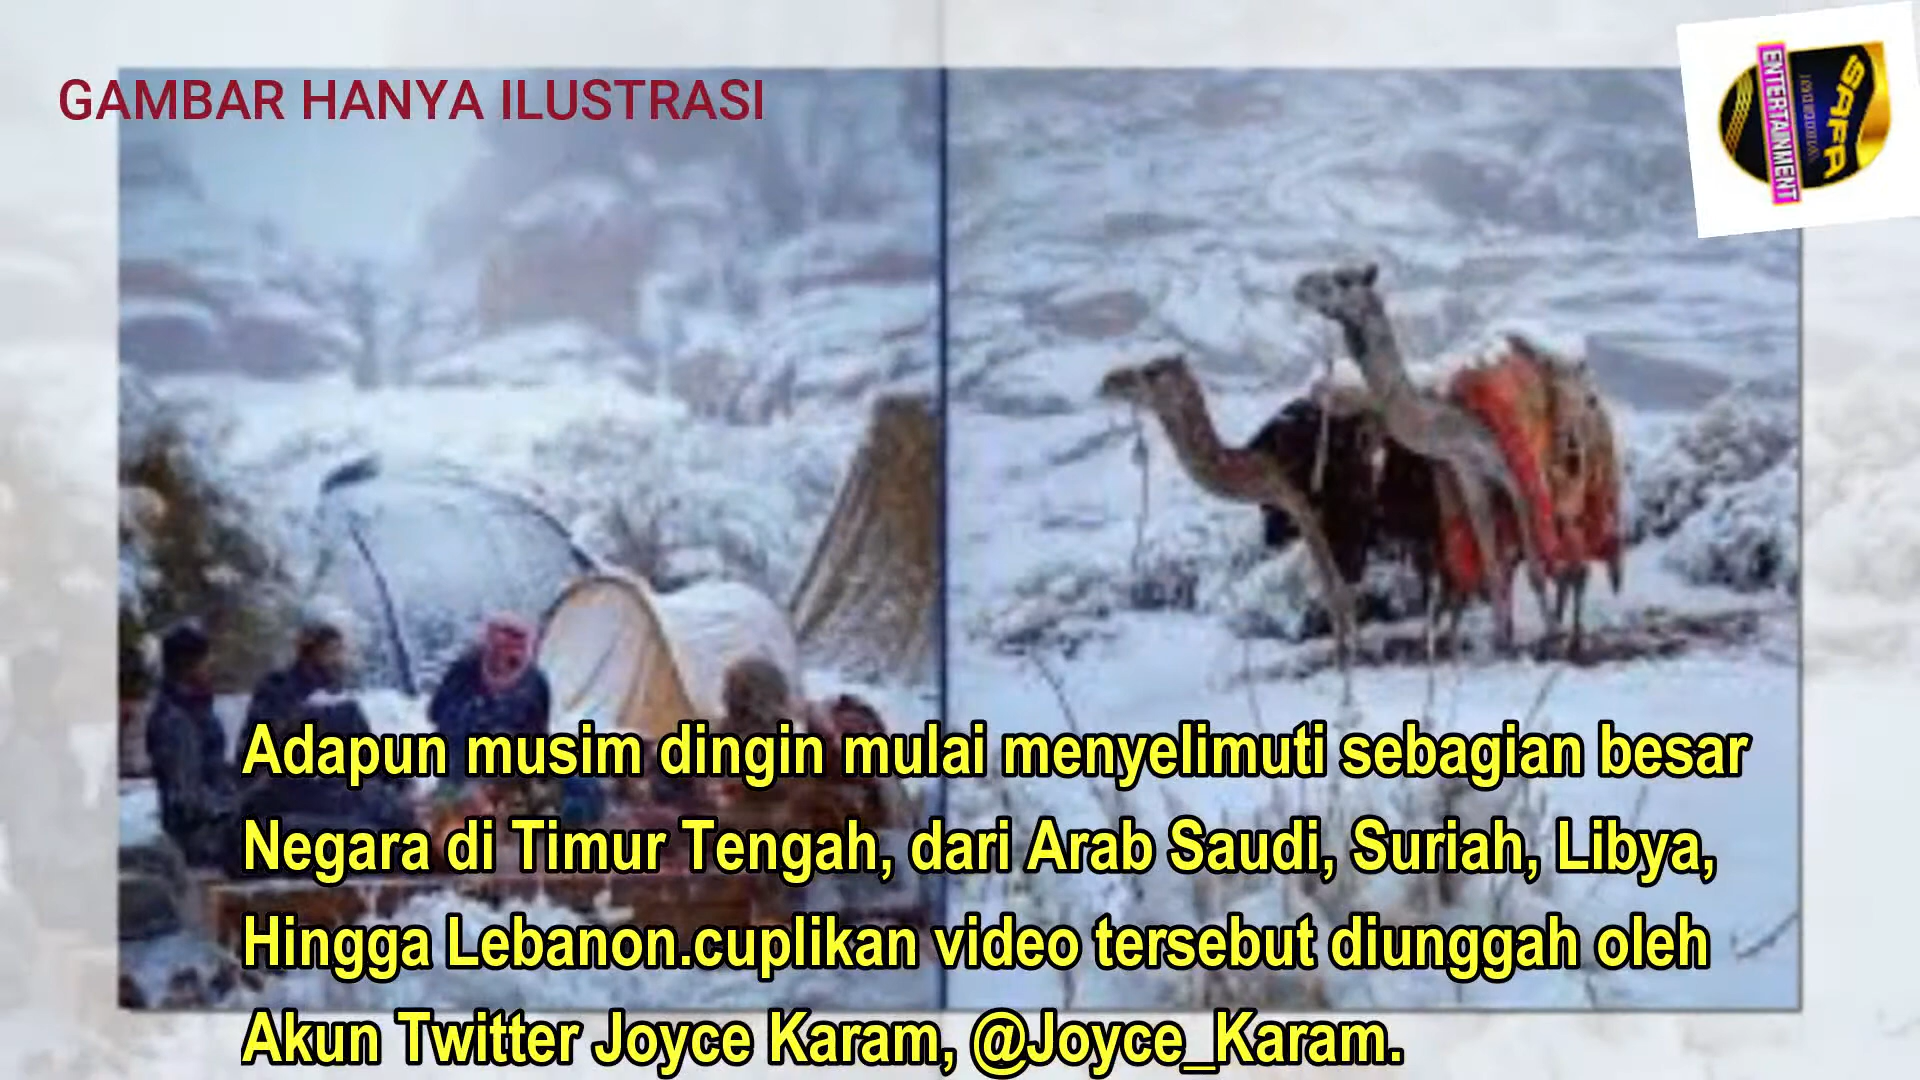 GAMBAR HANYA ILUSTRASI
SAFA
ENTERTAINMENT
Adapun musim dingin mulai menyelimuti sebagian besar
Negara di Timur Tengah, dari Arab Saudi, Suriah, Libya,
Hingga Lebanon.cuplikan video tersebut diunggah oleh
Akun Twitter Joyce Karam, @Joyce_Karam.